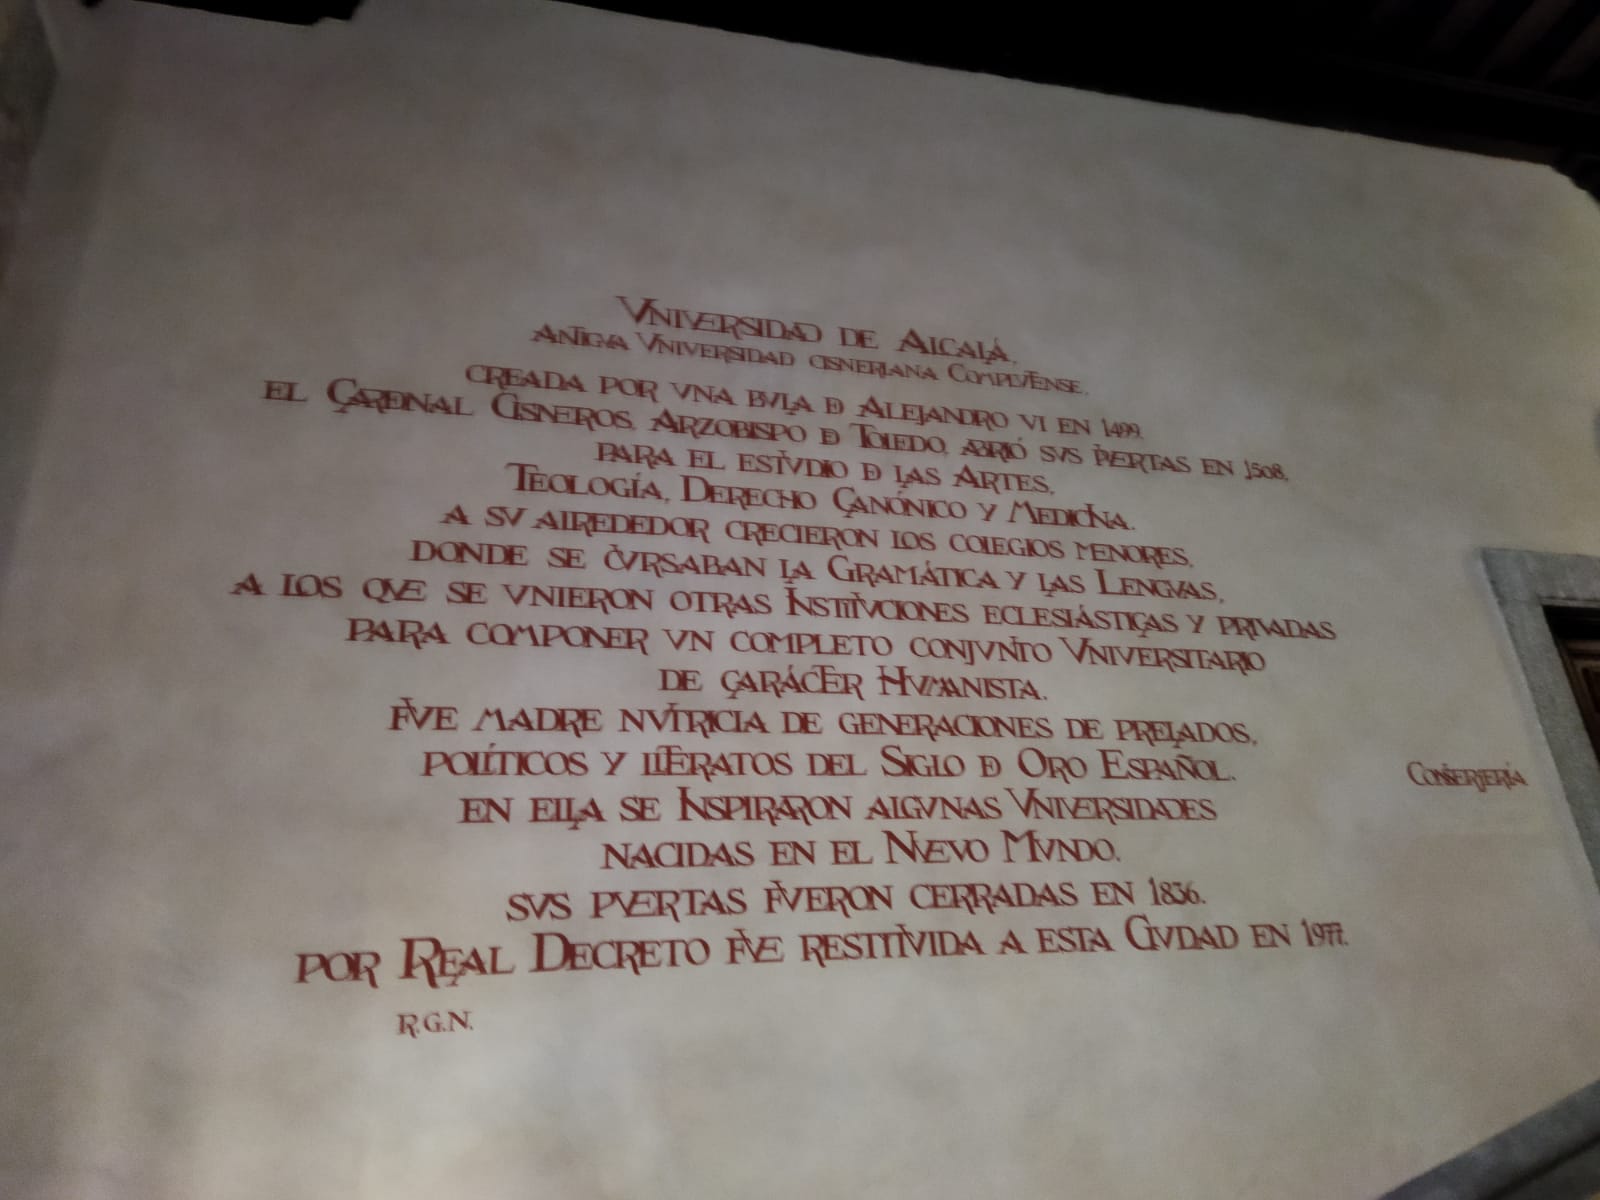 VNIVERSIDAD DE ALCALÁ.
ANTIGVA VNIVERSIDAD CISNERIANA COMPLVTENSE.
CREADA POR VNA BVLA DE ALEJANDRO VI EN 1499.
EL CARDENAL CISNEROS, ARZOBISPO DE TOLEDO, ABRIÓ SVS PVERTAS EN 1508,
PARA EL ESTVDIO DE LAS ARTES,
TEOLOGÍA, DERECHO CANÓNICO Y MEDICINA.
A SV ALREDEDOR CRECIERON LOS COLEGIOS MENORES,
DONDE SE CVRSABAN LA GRAMÁTICA Y LAS LENGVAS,
A LOS QVE SE VNIERON OTRAS INSTITVCIONES ECLESIÁSTICAS Y PRIVADAS
PARA COMPONER VN COMPLETO CONJVNTO VNIVERSITARIO
DE CARÁCTER HVMANISTA.
FVE MADRE NVTRICIA DE GENERACIONES DE PRELADOS,
POLÍTICOS Y LITERATOS DEL SIGLO DE ORO ESPAÑOL.
EN ELLA SE INSPIRARON ALGVNAS VNIVERSIDADES
NACIDAS EN EL NVEVO MVNDO.
SVS PVERTAS FVERON CERRADAS EN 1836.
POR REAL DECRETO FVE RESTITVIDA A ESTA CIVDAD EN 1977.
R.G.N.
CONSERJERÍA